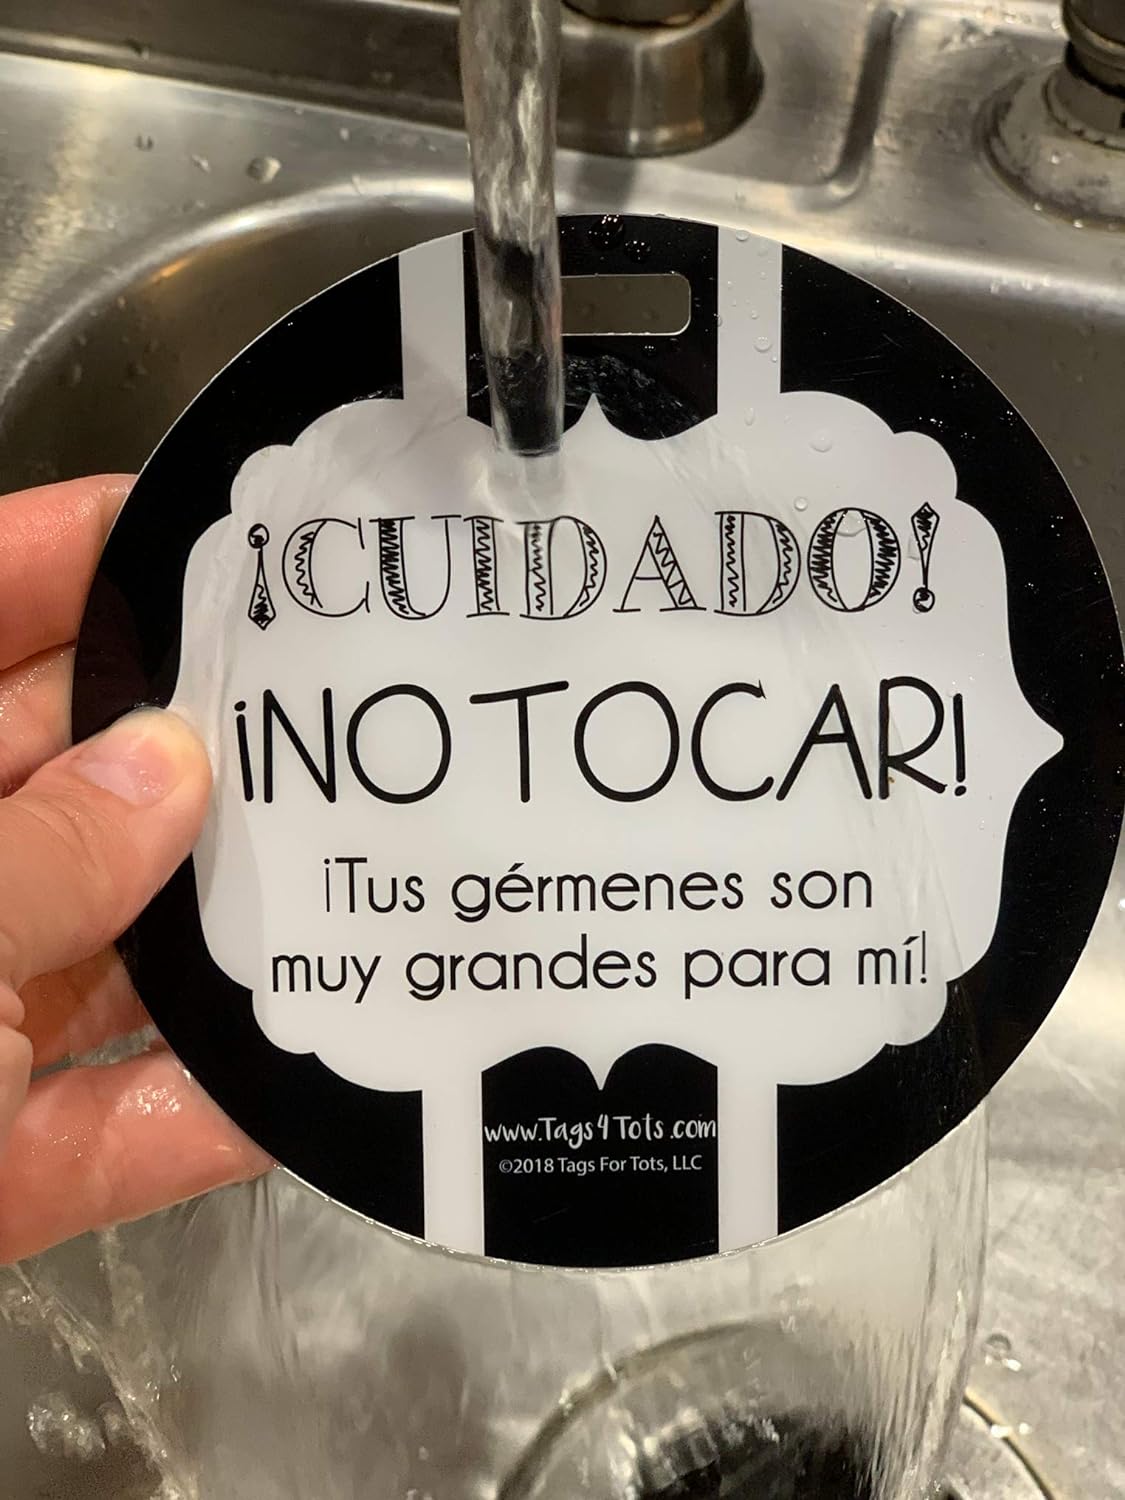 ¡CUIDADO!
¡NO TOCAR!
¡Tus gérmenes son
muy grandes para mí!
www.Tags4Tots.com
©2018 Tags For Tots, LLC